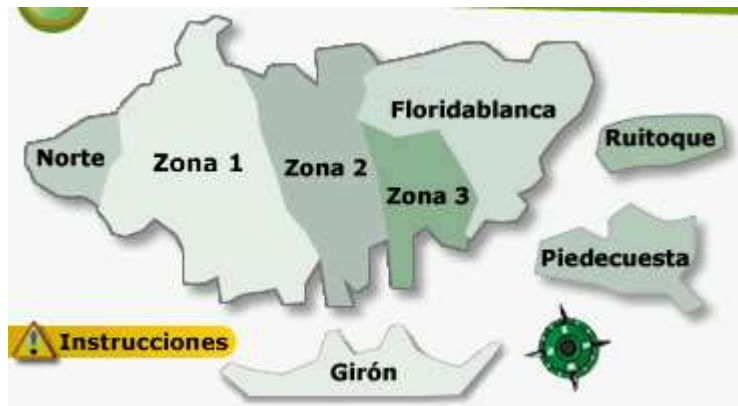 Floridablanca
Ruitoque
Norte
Zona 1
Zona 2
Zona 3
Piedecuesta
Instrucciones
Girón